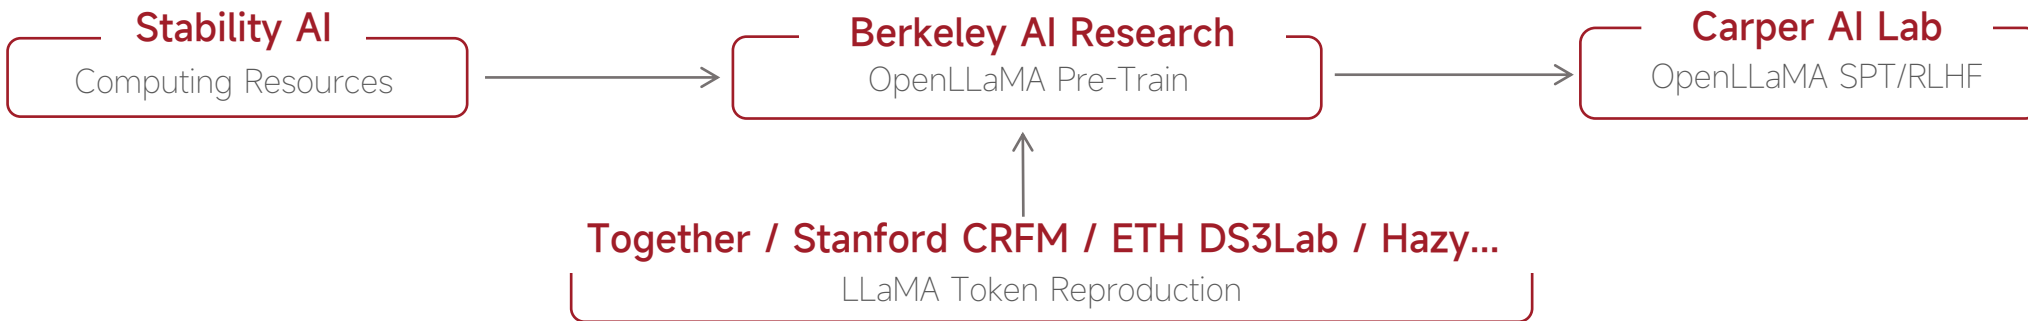 Stability AI
Computing Resources
Berkeley AI Research
OpenLLaMA Pre-Train
Carper AI Lab
OpenLLaMA SPT/RLHF
Together / Stanford CRFM / ETH DS3Lab / Hazy...
LLaMA Token Reproduction